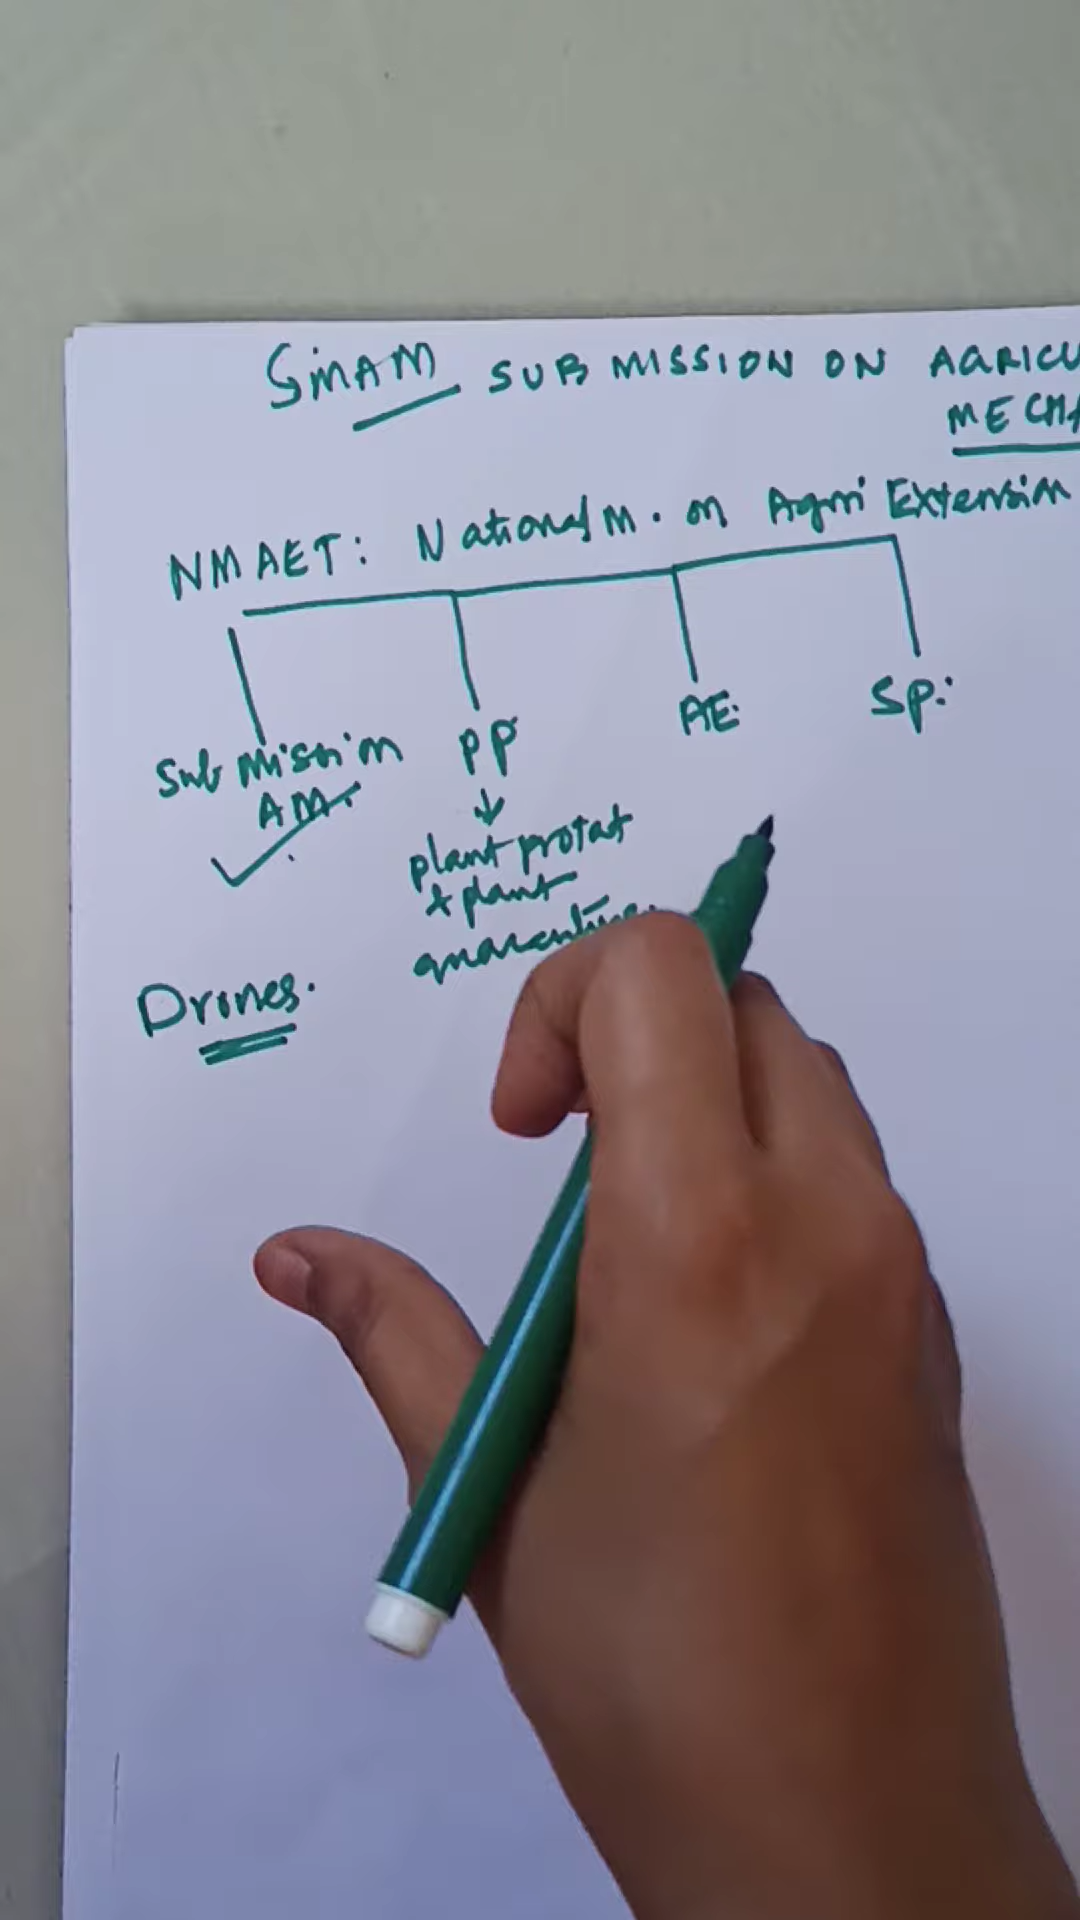 SMAM SUB MISSION ON AGRICU
MECHA
NMAET: National M. on Agri Extension
Sub Mission AM.
PP
AE.
SP.
plant protect
+ plant
quarantine.
Drones.